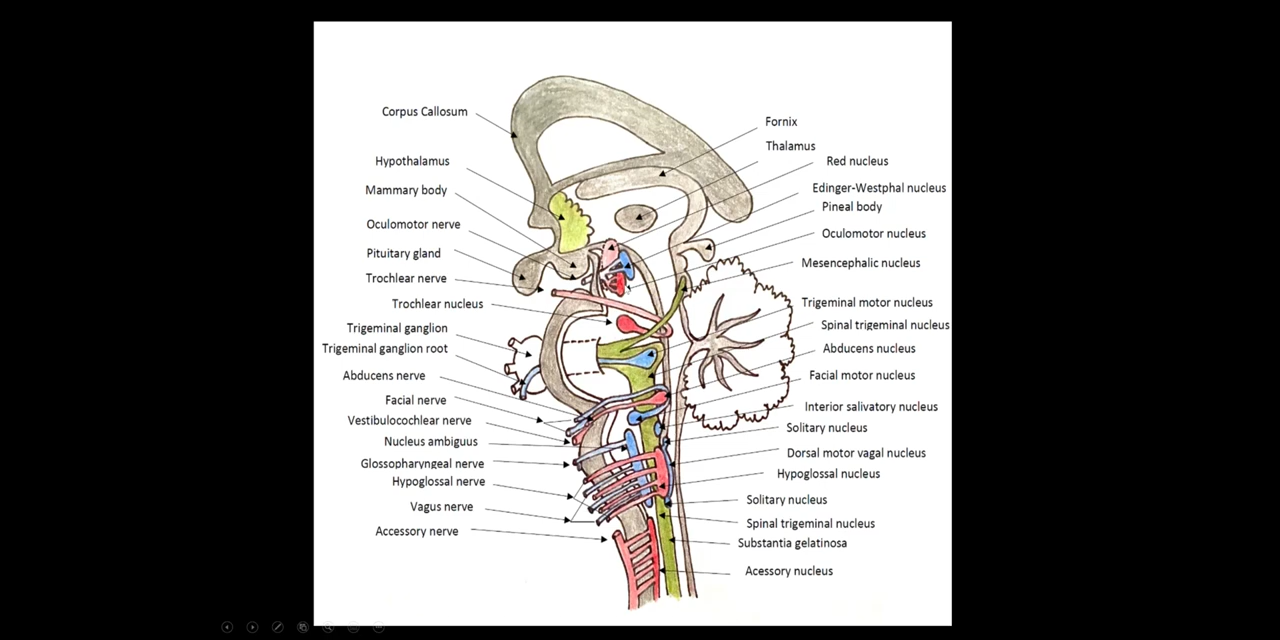 Corpus Callosum
Hypothalamus
Mammary body
Oculomotor nerve
Pituitary gland
Trochlear nerve
Trochlear nucleus
Trigeminal ganglion
Trigeminal ganglion root
Abducens nerve
Facial nerve
Vestibulocochlear nerve
Nucleus ambiguus
Glossopharyngeal nerve
Hypoglossal nerve
Vagus nerve
Accessory nerve
Fornix
Thalamus
Red nucleus
Edinger-Westphal nucleus
Pineal body
Oculomotor nucleus
Mesencephalic nucleus
Trigeminal motor nucleus
Spinal trigeminal nucleus
Abducens nucleus
Facial motor nucleus
Interior salivatory nucleus
Solitary nucleus
Dorsal motor vagal nucleus
Hypoglossal nucleus
Solitary nucleus
Spinal trigeminal nucleus
Substantia gelatinosa
Acessory nucleus